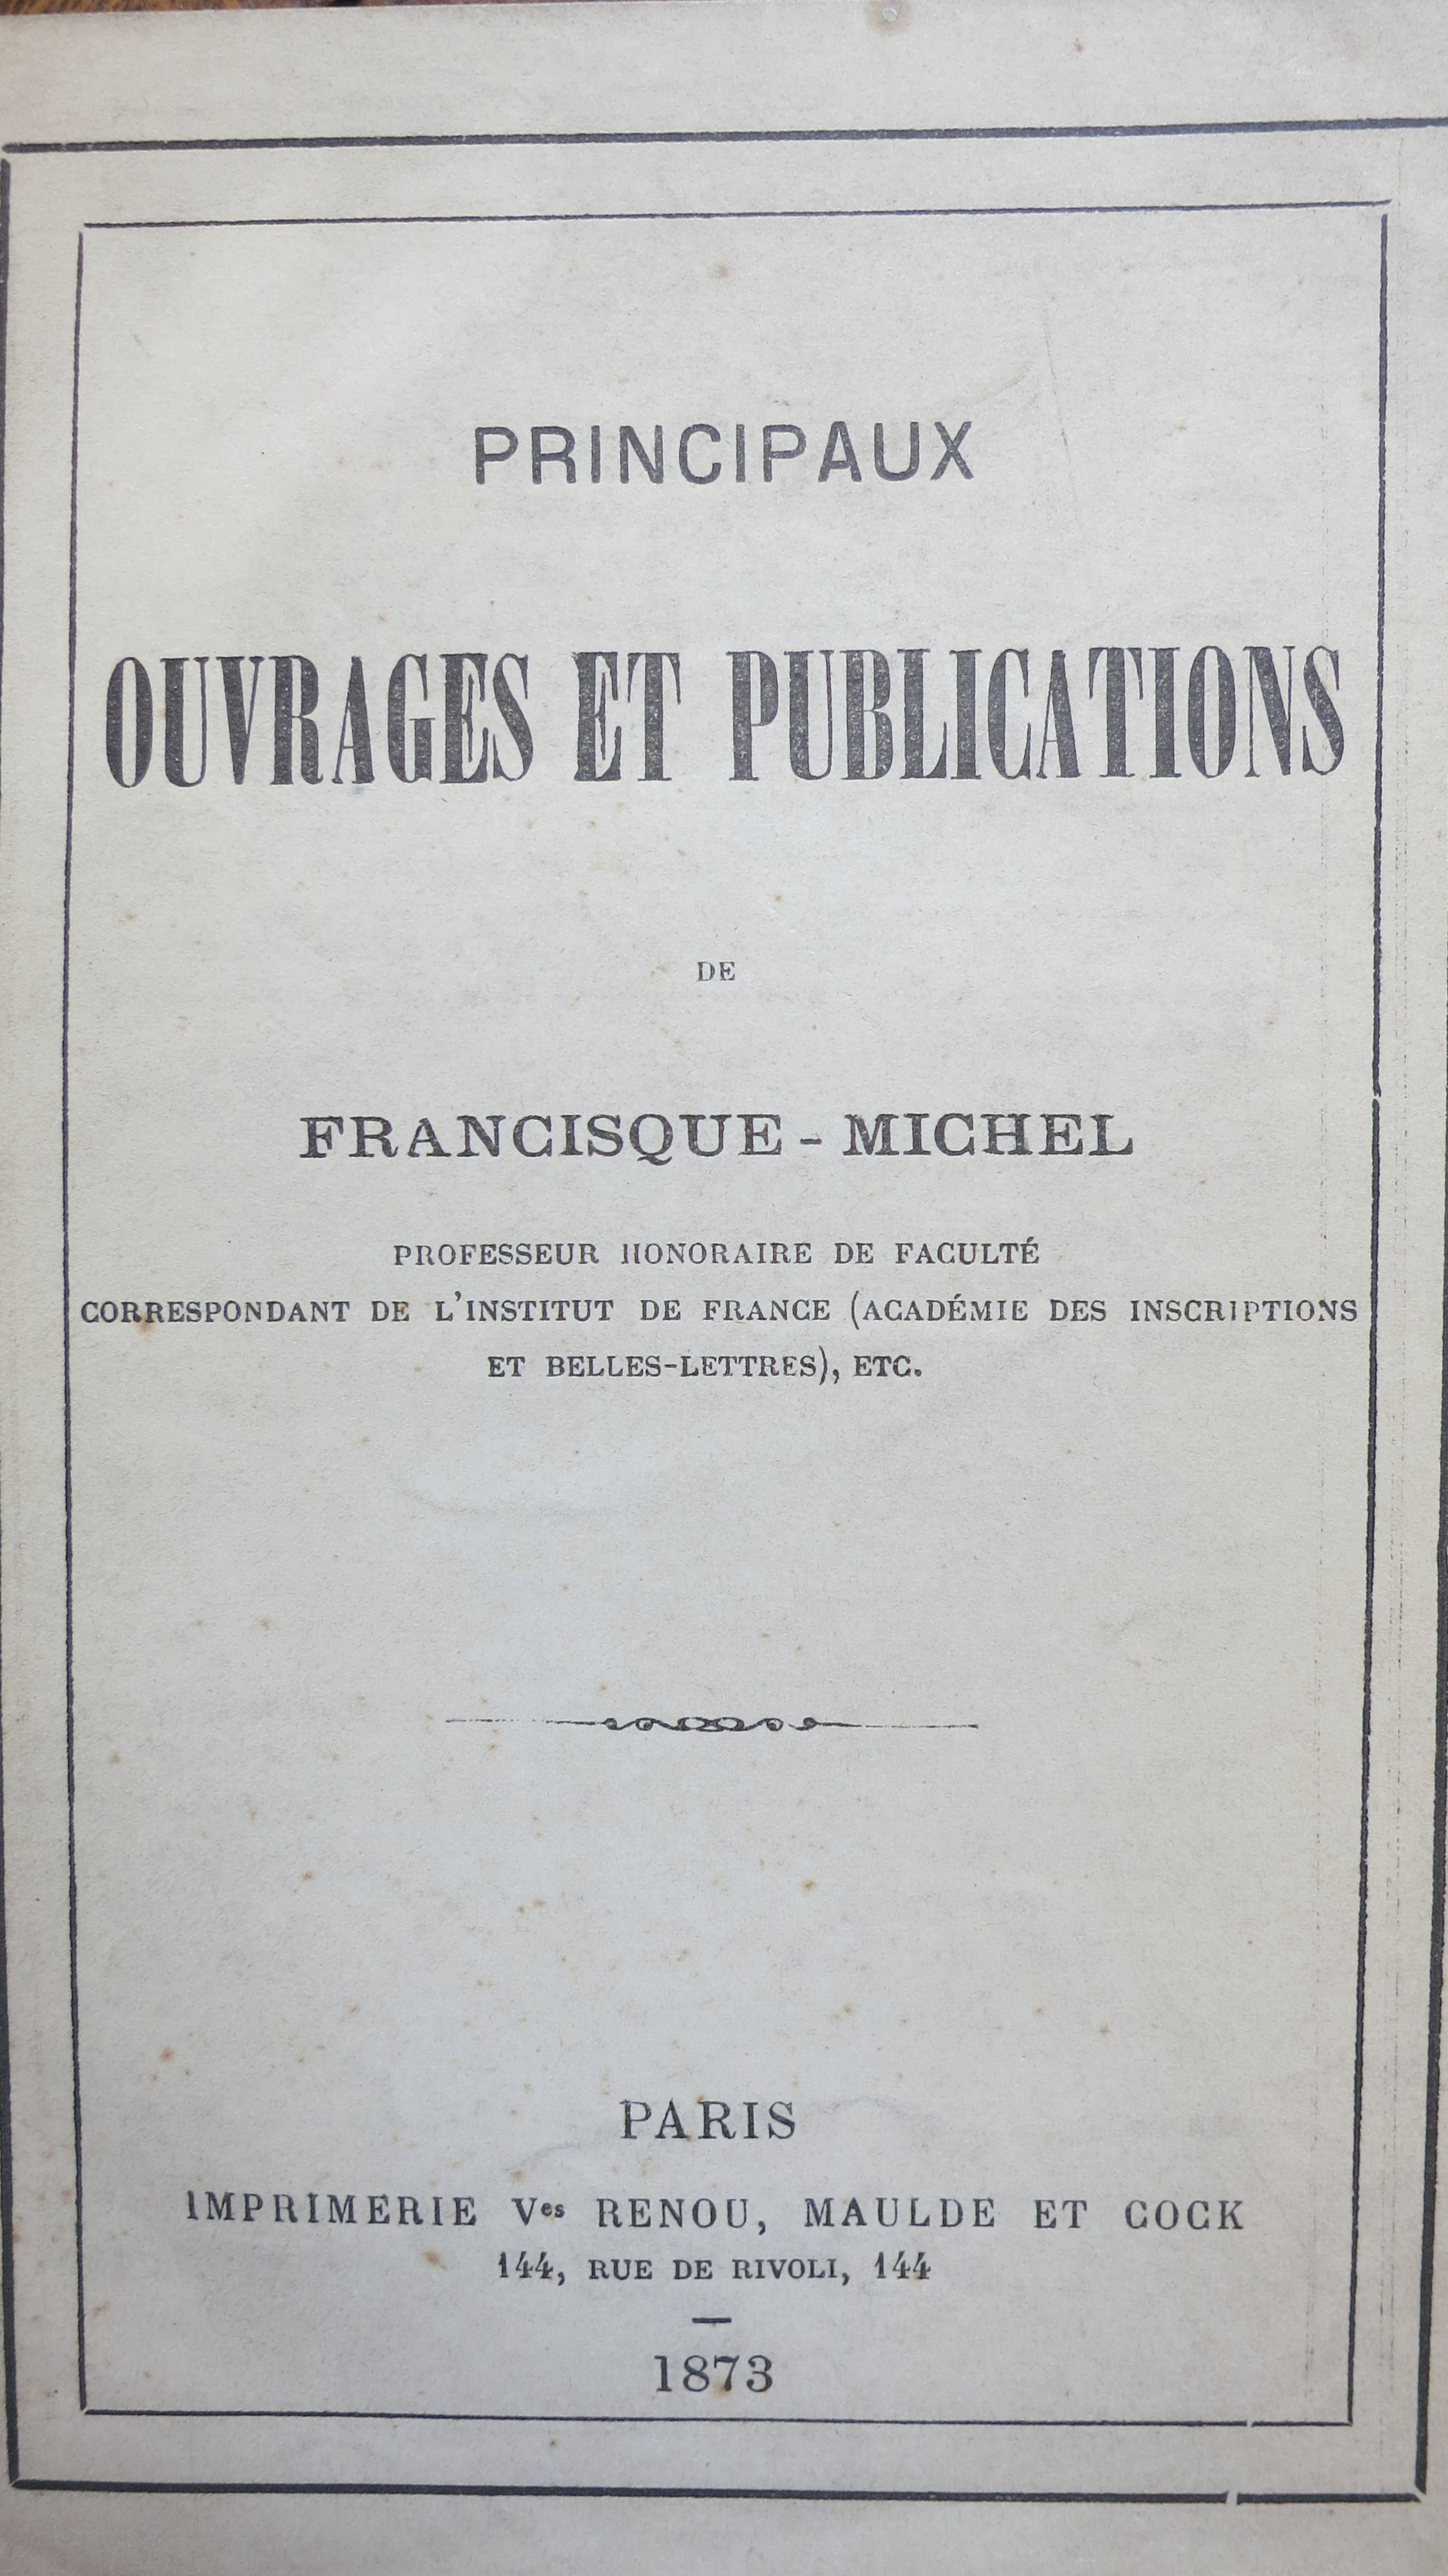 PRINCIPAUX
OUVRAGES ET PUBLICATIONS
DE
FRANCISQUE-MICHEL
PROFESSEUR HONORAIRE DE FACULTÉ
CORRESPONDANT DE L'INSTITUT DE FRANCE (ACADÉMIE DES INSCRIPTIONS
ET BELLES-LETTRES), ETC.
PARIS
IMPRIMERIE Ves RENOU, MAULDE ET COCK
144, RUE DE RIVOLI, 144
1873